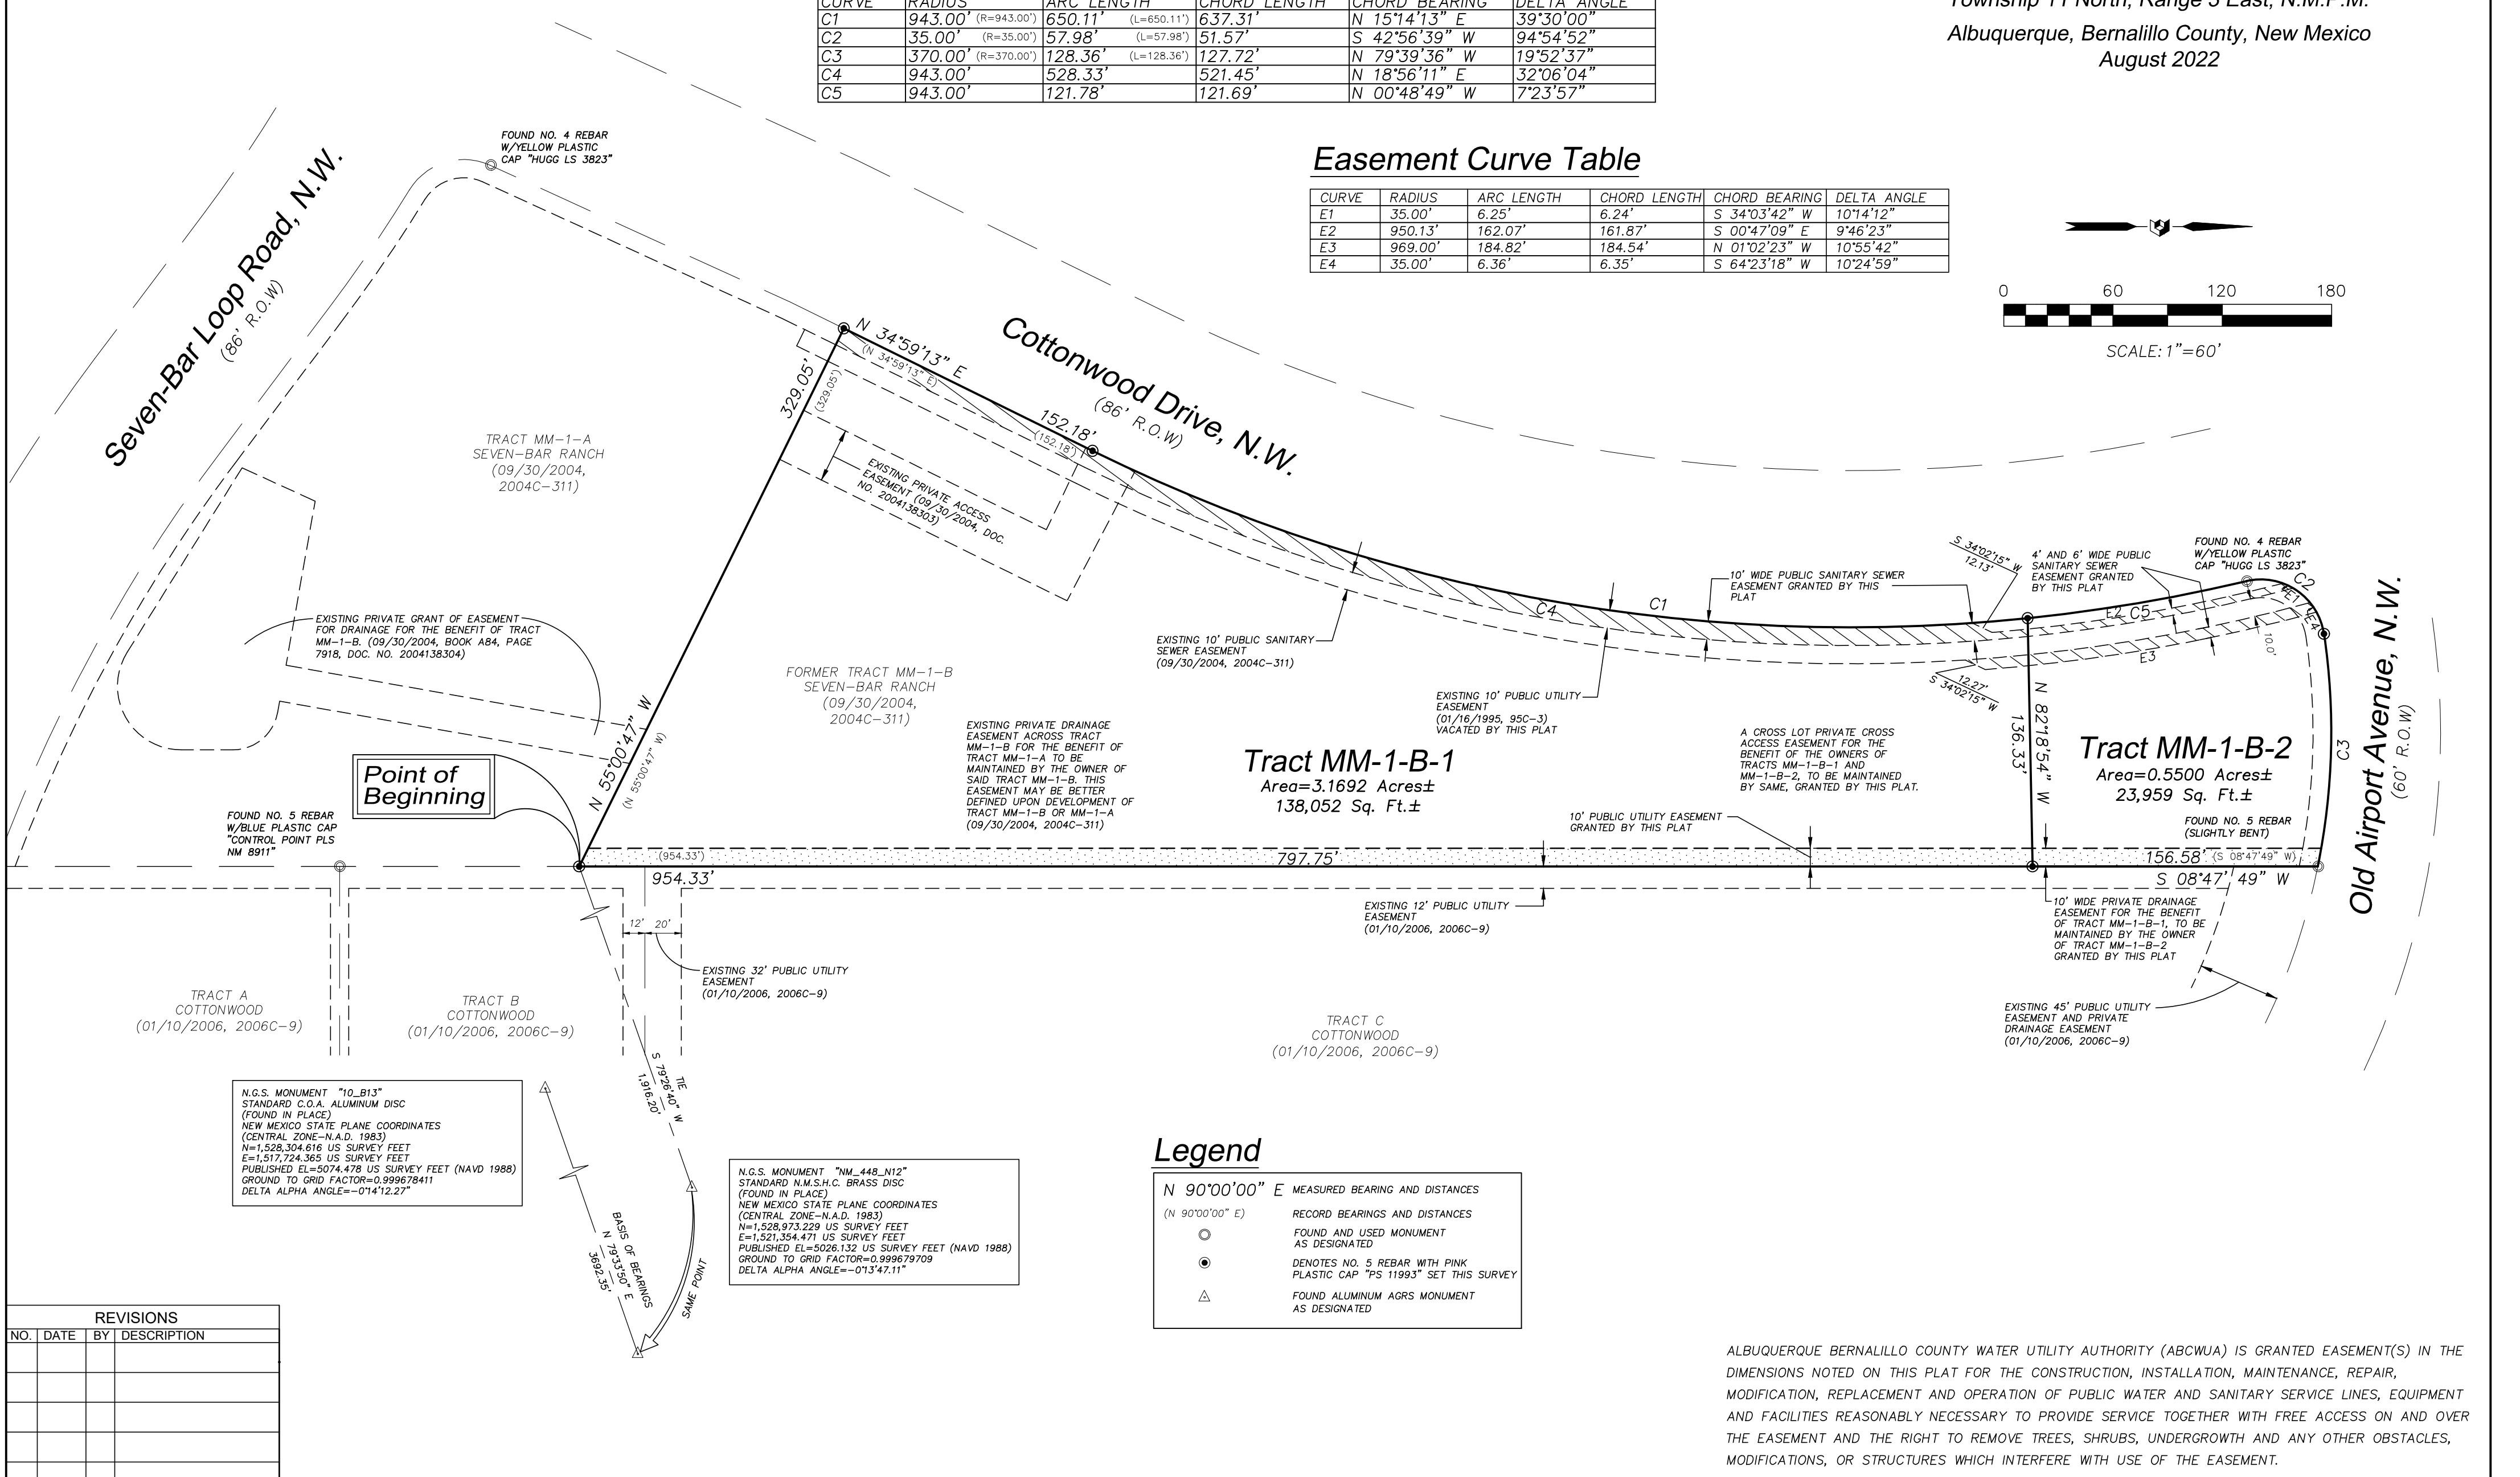 CURVE RADIUS ARC LENGTH CHORD LENGTH CHORD BEARING DELTA ANGLE
C1 943.00' (R=943.00') 650.11' (L=650.11') 637.31' N 15°14'13" E 39°30'00"
C2 35.00' (R=35.00') 57.98' (L=57.98') 51.57' S 42°56'39" W 94°54'52"
C3 370.00' (R=370.00') 128.36' (L=128.36') 127.72' N 79°39'36" W 19°52'37"
C4 943.00' 528.33' 521.45' N 18°56'11" E 32°06'04"
C5 943.00' 121.78' 121.69' N 00°48'49" W 7°23'57"
Township 11 North, Range 3 East, N.M.P.M.
Albuquerque, Bernalillo County, New Mexico
August 2022
Easement Curve Table
CURVE RADIUS ARC LENGTH CHORD LENGTH CHORD BEARING DELTA ANGLE
E1 35.00' 6.25' 6.24' S 34°03'42" W 10°14'12"
E2 950.13' 162.07' 161.87' S 00°47'09" E 9°46'23"
E3 969.00' 184.82' 184.54' N 01°02'23" W 10°55'42"
E4 35.00' 6.36' 6.35' S 64°23'18" W 10°24'59"
0 60 120 180
SCALE: 1"=60'
FOUND NO. 4 REBAR
W/YELLOW PLASTIC
CAP "HUGG LS 3823"
Seven-Bar Loop Road, N.W.
(86' R.O.W)
TRACT MM-1-A
SEVEN-BAR RANCH
(09/30/2004,
2004C-311)
N 34°59'13" E
(N 34°59'13" E)
152.18'
(152.18')
329.05'
(329.05')
Cottonwood Drive, N.W.
(86' R.O.W)
EXISTING PRIVATE ACCESS
EASEMENT (09/30/2004, DOC.
NO. 2004138303)
EXISTING PRIVATE GRANT OF EASEMENT
FOR DRAINAGE FOR THE BENEFIT OF TRACT
MM-1-B. (09/30/2004, BOOK A84, PAGE
7918, DOC. NO. 2004138304)
N 55°00'47" W
(N 55°00'47" W)
Point of
Beginning
FOUND NO. 5 REBAR
W/BLUE PLASTIC CAP
"CONTROL POINT PLS
NM 8911"
FORMER TRACT MM-1-B
SEVEN-BAR RANCH
(09/30/2004,
2004C-311)
EXISTING PRIVATE DRAINAGE
EASEMENT ACROSS TRACT
MM-1-B FOR THE BENEFIT OF
TRACT MM-1-A TO BE
MAINTAINED BY THE OWNER OF
SAID TRACT MM-1-B. THIS
EASEMENT MAY BE BETTER
DEFINED UPON DEVELOPMENT OF
TRACT MM-1-B OR MM-1-A
(09/30/2004, 2004C-311)
EXISTING 10' PUBLIC SANITARY
SEWER EASEMENT
(09/30/2004, 2004C-311)
C4
C1
EXISTING 10' PUBLIC UTILITY
EASEMENT
(01/16/1995, 95C-3)
VACATED BY THIS PLAT
10' WIDE PUBLIC SANITARY SEWER
EASEMENT GRANTED BY THIS
PLAT
S 34°02'15" W
12.13'
4' AND 6' WIDE PUBLIC
SANITARY SEWER
EASEMENT GRANTED
BY THIS PLAT
FOUND NO. 4 REBAR
W/YELLOW PLASTIC
CAP "HUGG LS 3823"
C2
E1
E4
E2
C5
E3
10.0'
12.27'
S 34°02'15" W
Tract MM-1-B-1
Area=3.1692 Acres±
138,052 Sq. Ft.±
A CROSS LOT PRIVATE CROSS
ACCESS EASEMENT FOR THE
BENEFIT OF THE OWNERS OF
TRACTS MM-1-B-1 AND
MM-1-B-2, TO BE MAINTAINED
BY SAME, GRANTED BY THIS PLAT.
10' PUBLIC UTILITY EASEMENT
GRANTED BY THIS PLAT
N 82°18'54" W
136.33'
Tract MM-1-B-2
Area=0.5500 Acres±
23,959 Sq. Ft.±
FOUND NO. 5 REBAR
(SLIGHTLY BENT)
C3
Old Airport Avenue, N.W.
(60' R.O.W)
(954.33')
954.33'
797.75'
156.58' (S 08°47'49" W)
S 08°47'49" W
12' 20'
EXISTING 32' PUBLIC UTILITY
EASEMENT
(01/10/2006, 2006C-9)
EXISTING 12' PUBLIC UTILITY
EASEMENT
(01/10/2006, 2006C-9)
10' WIDE PRIVATE DRAINAGE
EASEMENT FOR THE BENEFIT
OF TRACT MM-1-B-1, TO BE
MAINTAINED BY THE OWNER
OF TRACT MM-1-B-2
GRANTED BY THIS PLAT
EXISTING 45' PUBLIC UTILITY
EASEMENT AND PRIVATE
DRAINAGE EASEMENT
(01/10/2006, 2006C-9)
TRACT A
COTTONWOOD
(01/10/2006, 2006C-9)
TRACT B
COTTONWOOD
(01/10/2006, 2006C-9)
TRACT C
COTTONWOOD
(01/10/2006, 2006C-9)
TIE
S 79°26'40" W
1,916.20'
N.G.S. MONUMENT "10_B13"
STANDARD C.O.A. ALUMINUM DISC
(FOUND IN PLACE)
NEW MEXICO STATE PLANE COORDINATES
(CENTRAL ZONE-N.A.D. 1983)
N=1,528,304.616 US SURVEY FEET
E=1,517,724.365 US SURVEY FEET
PUBLISHED EL=5074.478 US SURVEY FEET (NAVD 1988)
GROUND TO GRID FACTOR=0.999678411
DELTA ALPHA ANGLE=-0°14'12.27"
BASIS OF BEARINGS
N 79°33'50" E
3692.35'
SAME POINT
N.G.S. MONUMENT "NM_448_N12"
STANDARD N.M.S.H.C. BRASS DISC
(FOUND IN PLACE)
NEW MEXICO STATE PLANE COORDINATES
(CENTRAL ZONE-N.A.D. 1983)
N=1,528,973.229 US SURVEY FEET
E=1,521,354.471 US SURVEY FEET
PUBLISHED EL=5026.132 US SURVEY FEET (NAVD 1988)
GROUND TO GRID FACTOR=0.999679709
DELTA ALPHA ANGLE=-0°13'47.11"
Legend
N 90°00'00" E MEASURED BEARING AND DISTANCES
(N 90°00'00" E) RECORD BEARINGS AND DISTANCES
FOUND AND USED MONUMENT
AS DESIGNATED
DENOTES NO. 5 REBAR WITH PINK
PLASTIC CAP "PS 11993" SET THIS SURVEY
FOUND ALUMINUM AGRS MONUMENT
AS DESIGNATED
REVISIONS
NO. DATE BY DESCRIPTION
ALBUQUERQUE BERNALILLO COUNTY WATER UTILITY AUTHORITY (ABCWUA) IS GRANTED EASEMENT(S) IN THE
DIMENSIONS NOTED ON THIS PLAT FOR THE CONSTRUCTION, INSTALLATION, MAINTENANCE, REPAIR,
MODIFICATION, REPLACEMENT AND OPERATION OF PUBLIC WATER AND SANITARY SERVICE LINES, EQUIPMENT
AND FACILITIES REASONABLY NECESSARY TO PROVIDE SERVICE TOGETHER WITH FREE ACCESS ON AND OVER
THE EASEMENT AND THE RIGHT TO REMOVE TREES, SHRUBS, UNDERGROWTH AND ANY OTHER OBSTACLES,
MODIFICATIONS, OR STRUCTURES WHICH INTERFERE WITH USE OF THE EASEMENT.